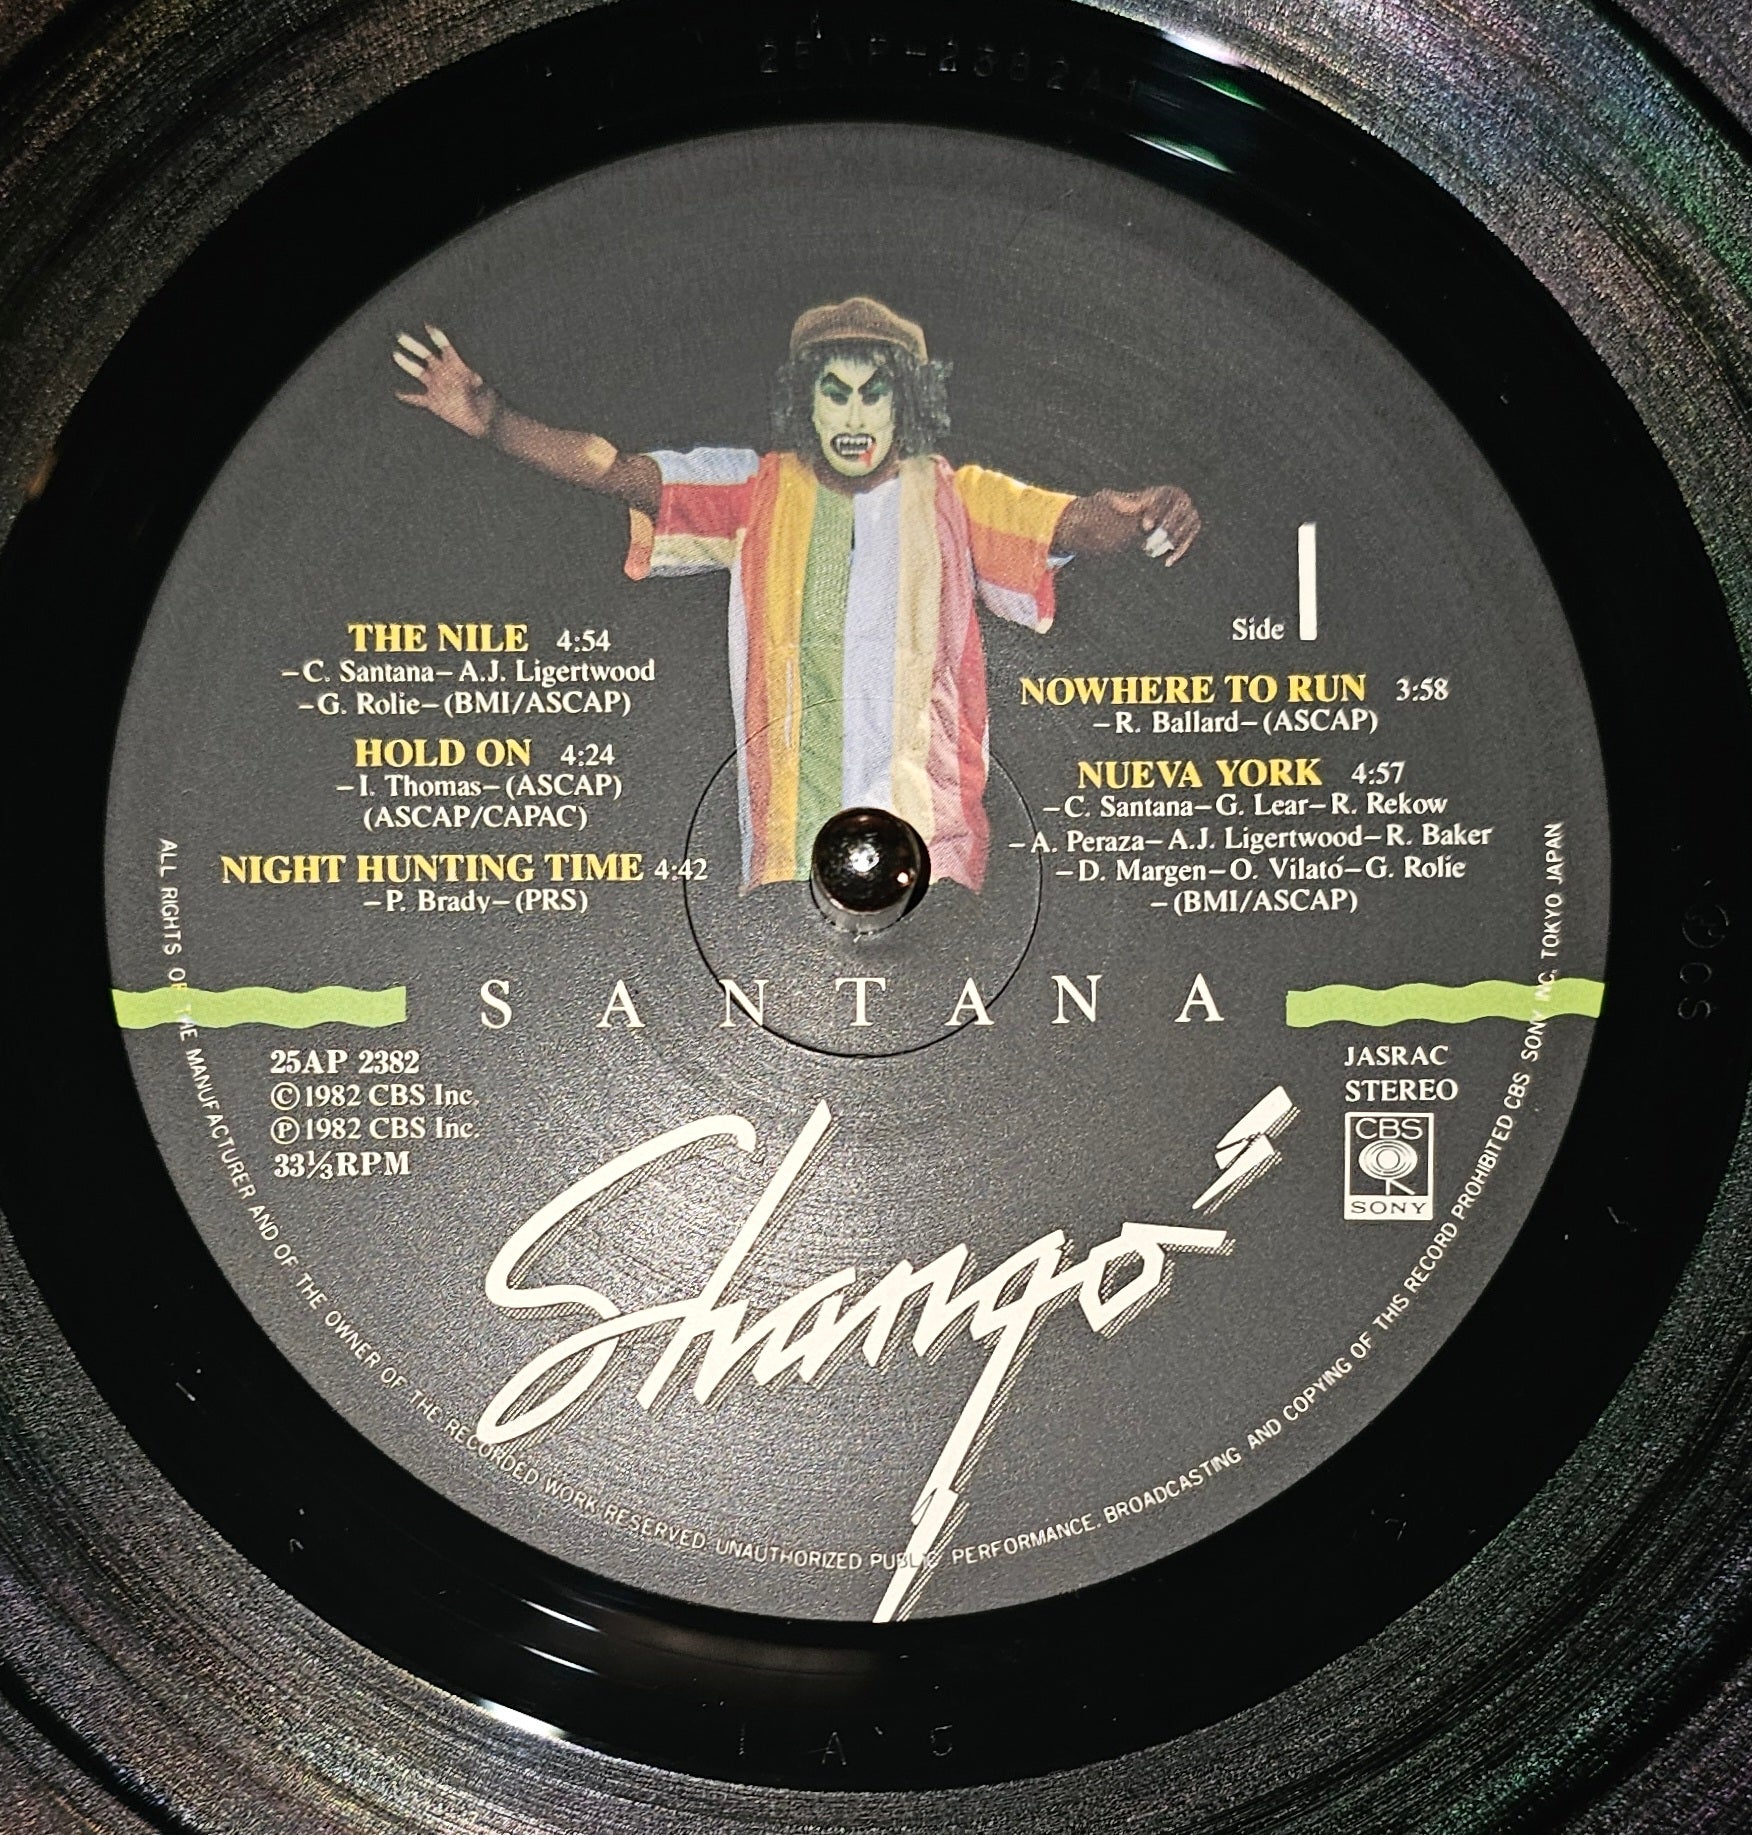 THE NILE 4:54
–C. Santana–A.J. Ligertwood
–G. Rolie–(BMI/ASCAP)
HOLD ON 4:24
–I. Thomas–(ASCAP)
(ASCAP/CAPAC)
NIGHT HUNTING TIME 4:42
–P. Brady–(PRS)
Side 1
NOWHERE TO RUN 3:58
–R. Ballard–(ASCAP)
NUEVA YORK 4:57
–C. Santana–G. Lear–R. Rekow
–A. Peraza–A.J. Ligertwood–R. Baker
–D. Margen–O. Vilató–G. Rolie
–(BMI/ASCAP)
SANTANA
25AP 2382
©1982 CBS Inc.
℗1982 CBS Inc.
33⅓RPM
JASRAC
STEREO
CBS
SONY
Shangó
ALL RIGHTS OF THE MANUFACTURER AND OF THE OWNER OF THE RECORDED WORK RESERVED. UNAUTHORIZED PUBLIC PERFORMANCE. BROADCASTING AND COPYING OF THIS RECORD PROHIBITED CBS SONY INC. TOKYO JAPAN
1 A 5